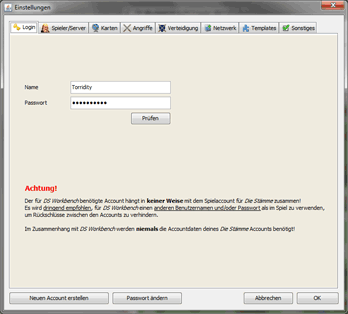 Einstellungen
Login Spieler/Server Karten Angriffe Verteidigung Netzwerk Templates Sonstiges
Name Torridity
Passwort ●●●●●●●●●●
Prüfen
Achtung!
Der für DS Workbench benötigte Account hängt in keiner Weise mit dem Spielaccount für Die Stämme zusammen!
Es wird dringend empfohlen, für DS Workbench einen anderen Benutzernamen und/oder Passwort als im Spiel zu verwenden,
um Rückschlüsse zwischen den Accounts zu verhindern.
Im Zusammenhang mit DS Workbench werden niemals die Accountdaten deines Die Stämme Accounts benötigt!
Neuen Account erstellen Passwort ändern Abbrechen OK